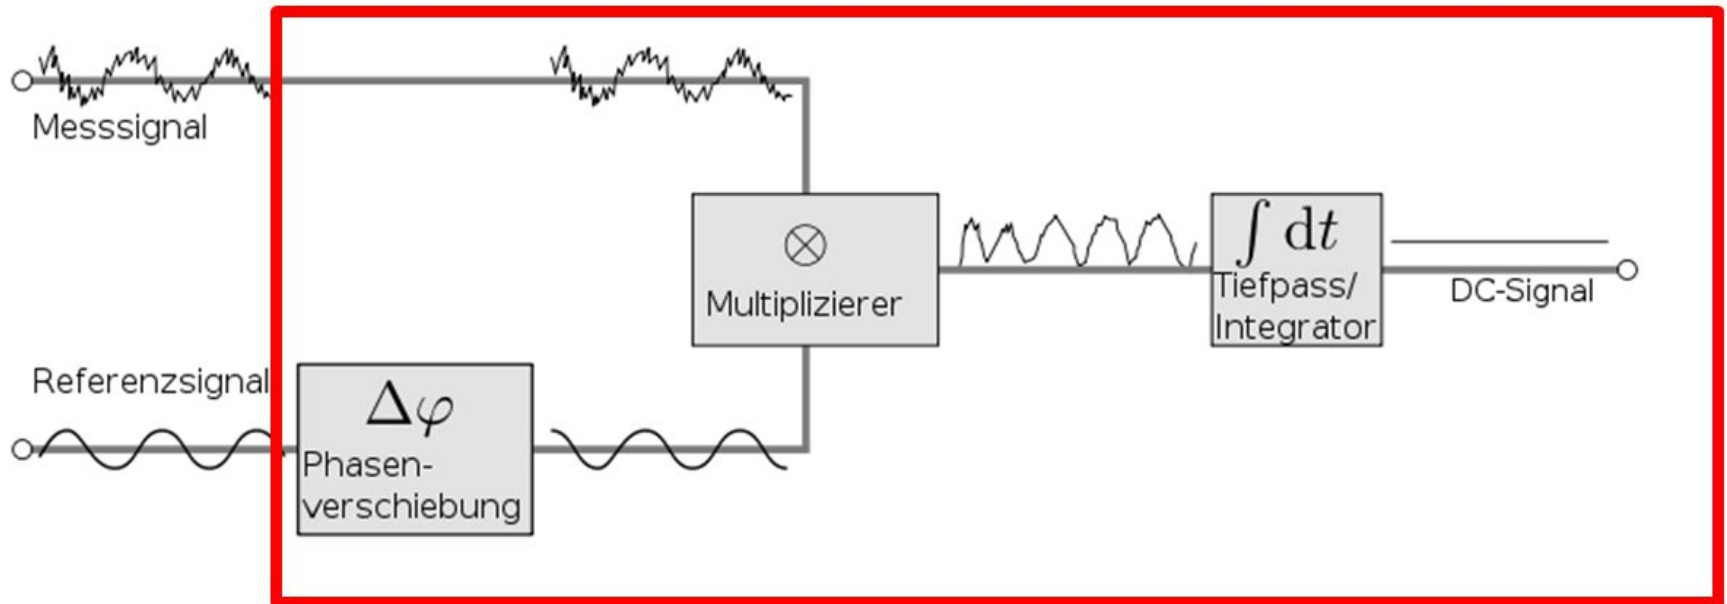 Messsignal
Referenzsignal
Δφ
Phasen-
verschiebung
⊗
Multiplizierer
∫ dt
Tiefpass/
Integrator
DC-Signal